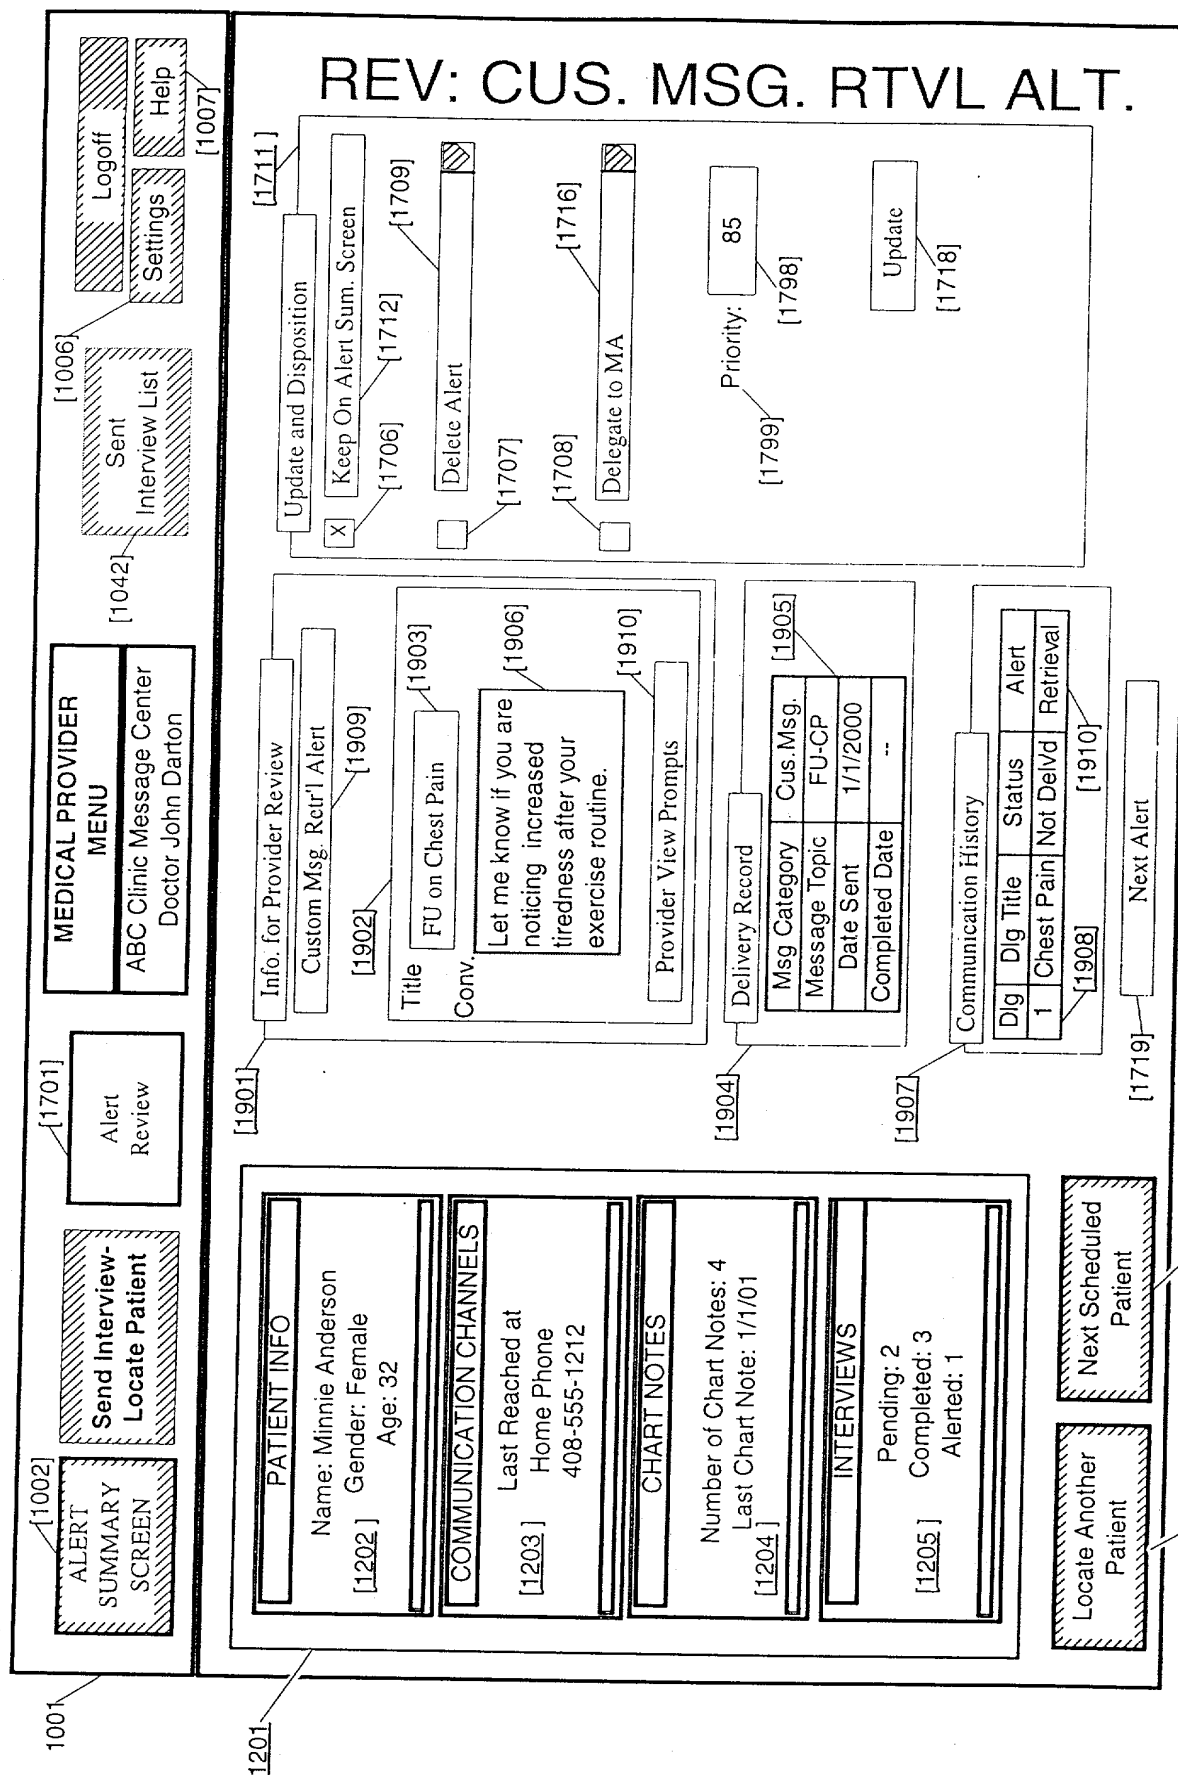 1001
[1002]
ALERT
SUMMARY
SCREEN
Send Interview-
Locate Patient
[1701]
Alert
Review
MEDICAL PROVIDER
MENU
ABC Clinic Message Center
Doctor John Darton
[1042]
Sent
Interview List
[1006]
Logoff
Settings
Help
[1007]
REV: CUS. MSG. RTVL ALT.
1201
PATIENT INFO
Name: Minnie Anderson
Gender: Female
Age: 32
[1202 ]
COMMUNICATION CHANNELS
Last Reached at
Home Phone
408-555-1212
[1203 ]
CHART NOTES
Number of Chart Notes: 4
Last Chart Note: 1/1/01
[1204 ]
INTERVIEWS
Pending: 2
Completed: 3
Alerted: 1
[1205 ]
Locate Another
Patient
Next Scheduled
Patient
[1901]
Info. for Provider Review
Custom Msg. Retr'l Alert
[1909]
[1902]
Title
FU on Chest Pain
[1903]
Conv.
Let me know if you are
noticing increased
tiredness after your
exercise routine.
[1906]
Provider View Prompts
[1910]
[1904]
Delivery Record
[1905]
Msg Category Cus.Msg.
Message Topic FU-CP
Date Sent 1/1/2000
Completed Date --
[1907]
Communication History
Dlg Dlg Title Status Alert
1 Chest Pain Not Delvd Retrieval
[1908]
[1910]
[1719]
Next Alert
[1711 ]
Update and Disposition
X Keep On Alert Sum. Screen
[1706]
[1712]
[1709]
Delete Alert
[1707]
[1716]
[1708]
Delegate to MA
Priority: 85
[1799]
[1798]
Update
[1718]